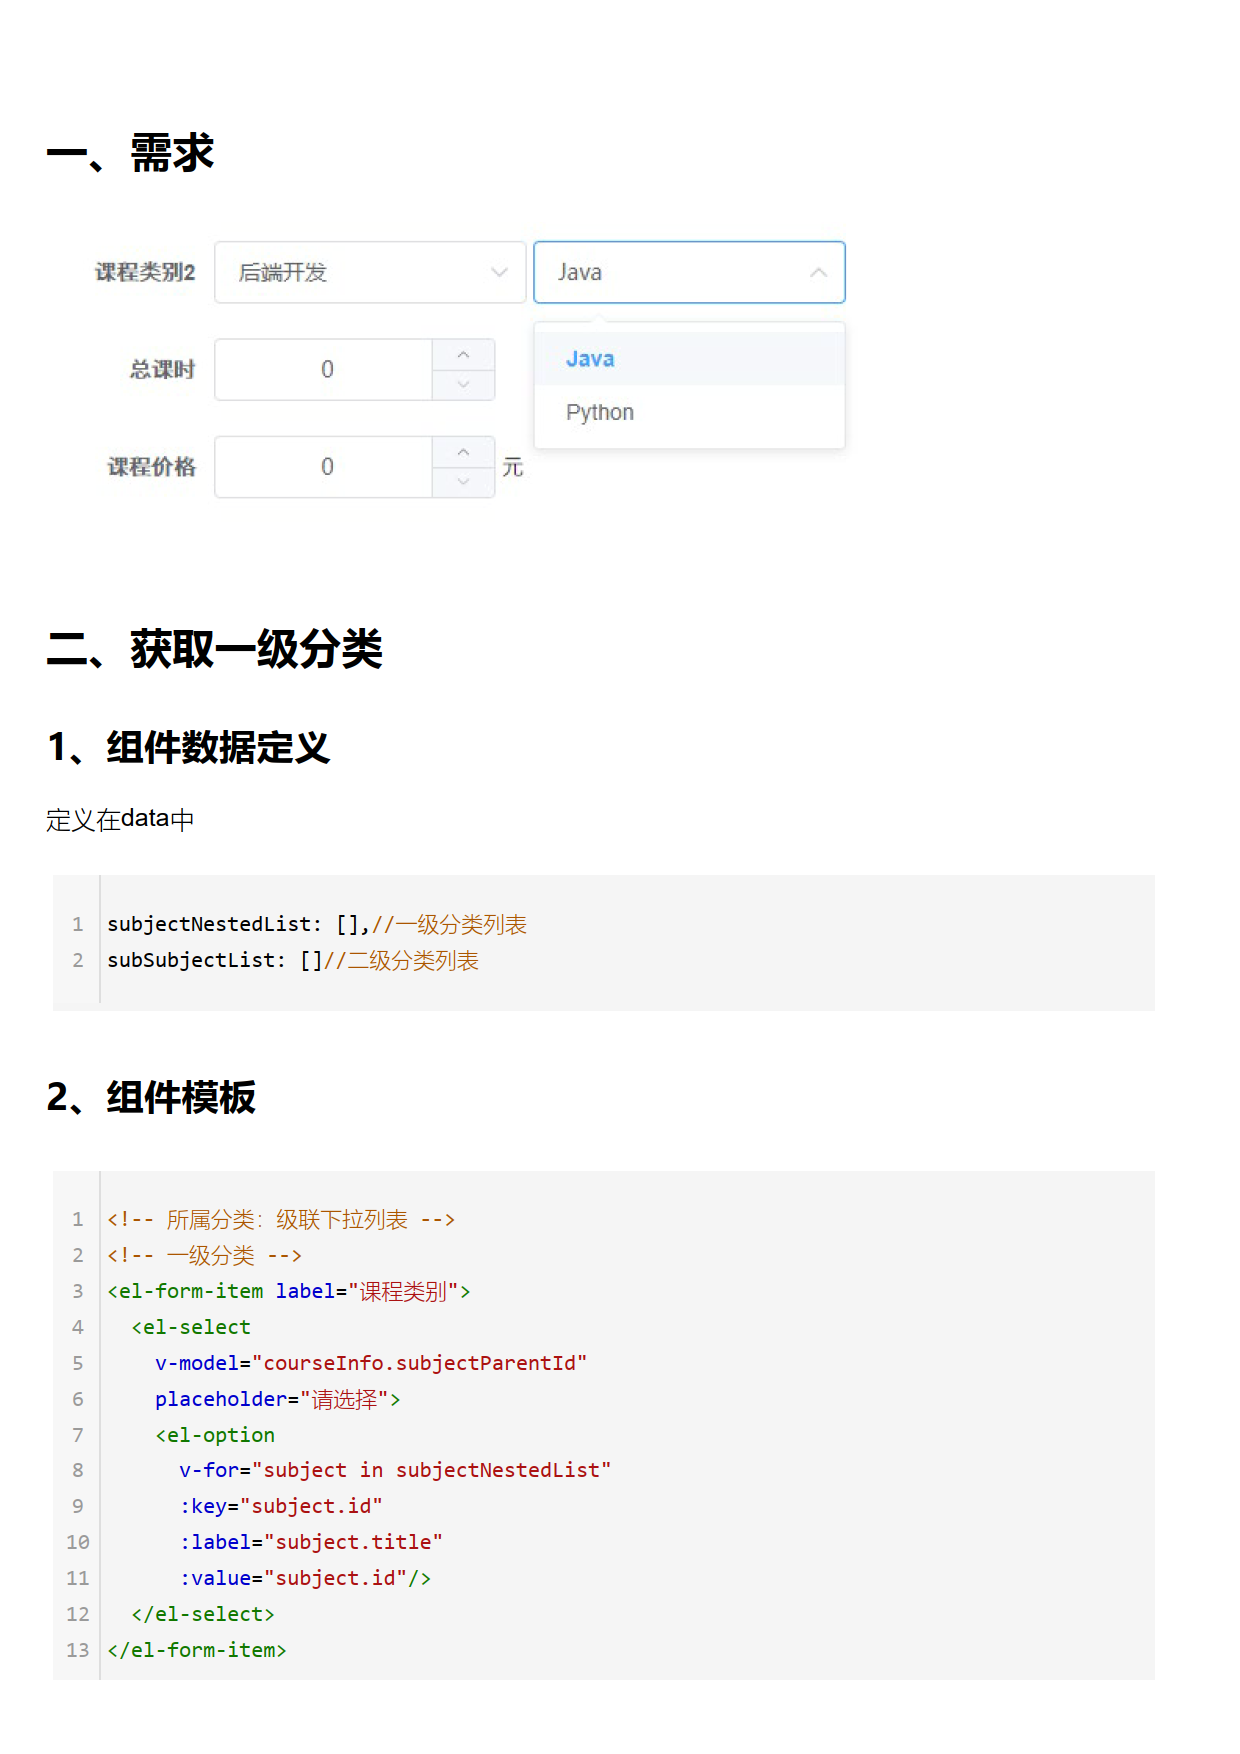 一、需求
课程类别2 后端开发 Java
Java
总课时 0
Python
课程价格 0 元
二、获取一级分类
1、组件数据定义
定义在data中
1 subjectNestedList: [],//一级分类列表
2 subSubjectList: []//二级分类列表
2、组件模板
1 <!-- 所属分类：级联下拉列表 -->
2 <!-- 一级分类 -->
3 <el-form-item label="课程类别">
4   <el-select
5     v-model="courseInfo.subjectParentId"
6     placeholder="请选择">
7     <el-option
8       v-for="subject in subjectNestedList"
9       :key="subject.id"
10       :label="subject.title"
11       :value="subject.id"/>
12   </el-select>
13 </el-form-item>